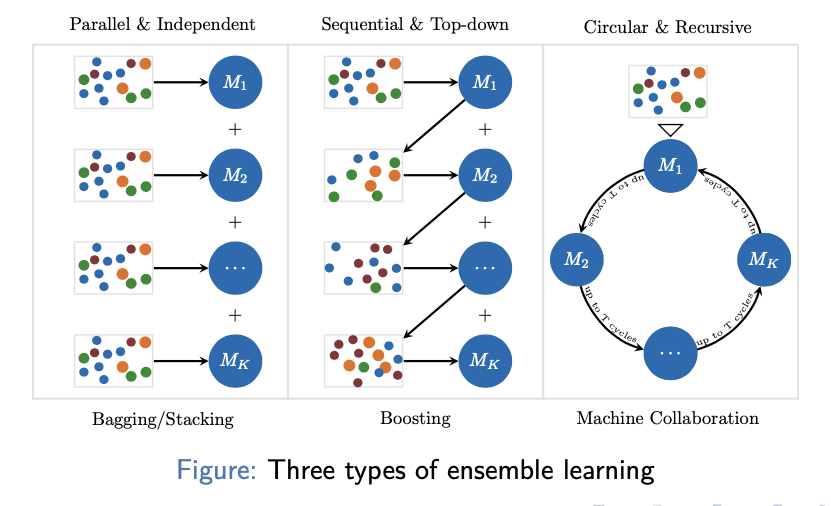 Parallel & Independent
Sequential & Top-down
Circular & Recursive
M1
+
M2
+
...
+
MK
M1
+
M2
+
...
+
MK
M1
up to T cycles
M2
up to T cycles
...
up to T cycles
MK
up to T cycles
Bagging/Stacking
Boosting
Machine Collaboration
Figure: Three types of ensemble learning